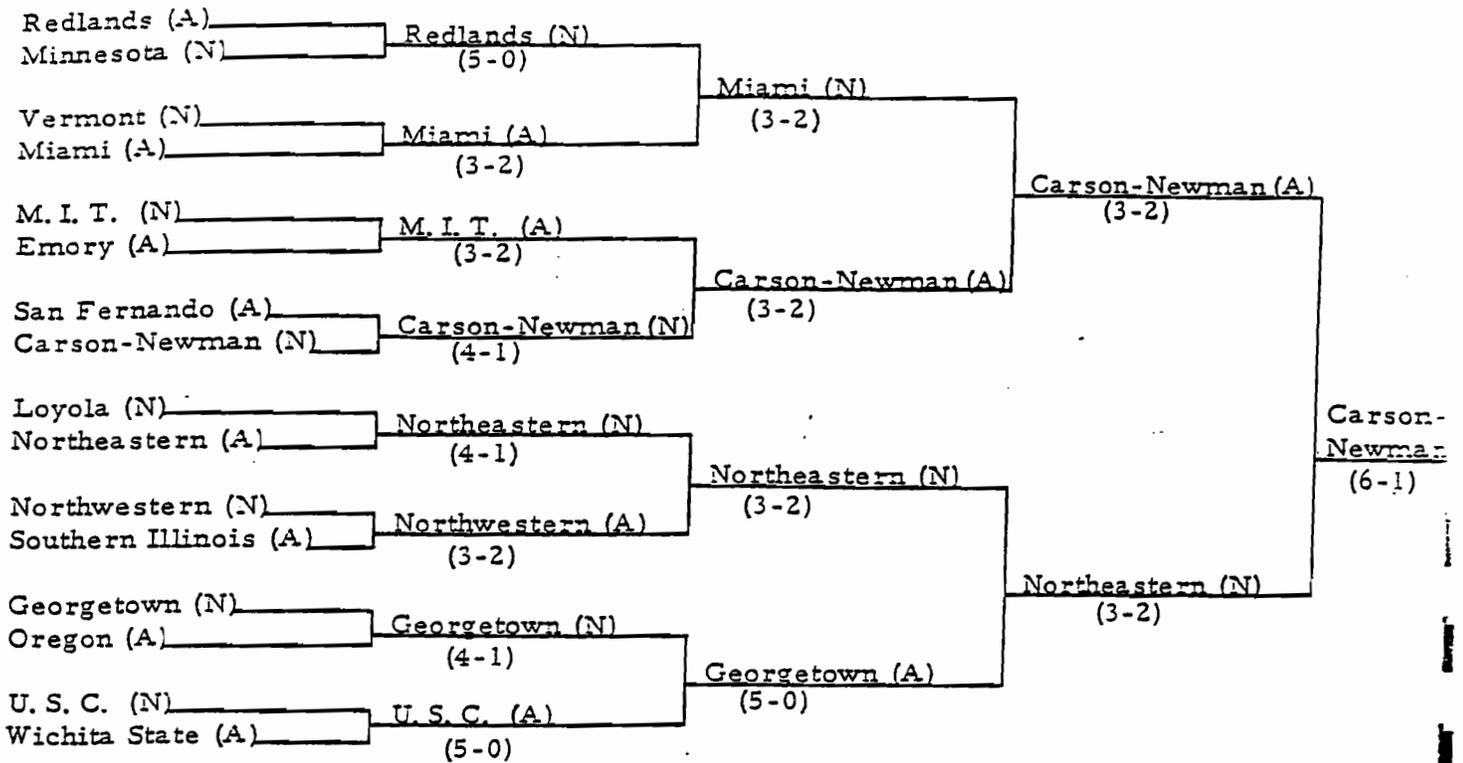 Redlands (A)
Minnesota (N)
Vermont (N)
Miami (A)
M. I. T. (N)
Emory (A)
San Fernando (A)
Carson-Newman (N)
Loyola (N)
Northeastern (A)
Northwestern (N)
Southern Illinois (A)
Georgetown (N)
Oregon (A)
U. S. C. (N)
Wichita State (A)
Redlands (N)
(5-0)
Miami (A)
(3-2)
M. I. T. (A)
(3-2)
Carson-Newman (N)
(4-1)
Northeastern (N)
(4-1)
Northwestern (A)
(3-2)
Georgetown (N)
(4-1)
U. S. C. (A)
(5-0)
Miami (N)
(3-2)
Carson-Newman (A)
(3-2)
Northeastern (N)
(3-2)
Georgetown (A)
(5-0)
Carson-Newman (A)
(3-2)
Northeastern (N)
(3-2)
Carson-
Newman
(6-1)